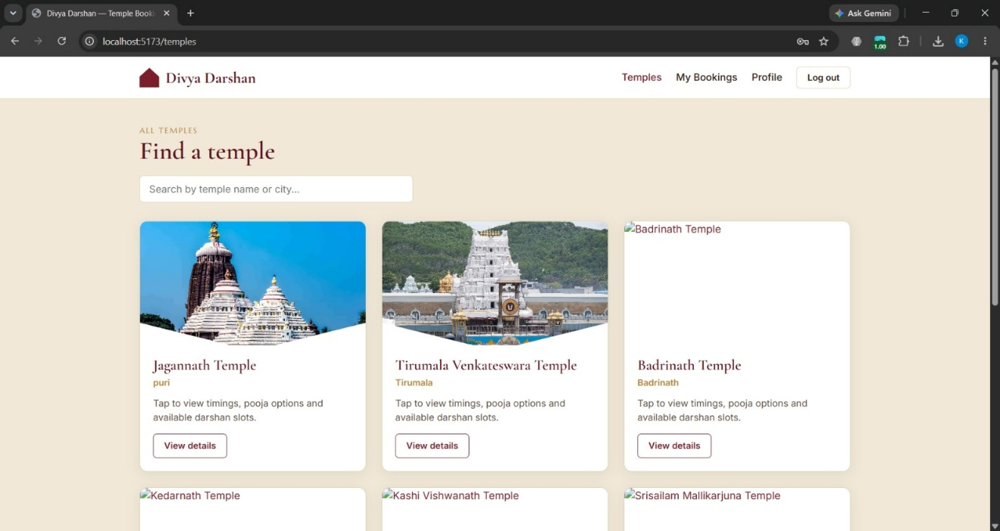 Divya Darshan — Temple Book
Ask Gemini
localhost:5173/temples
1.00
K
Divya Darshan
Temples
My Bookings
Profile
Log out
ALL TEMPLES
Find a temple
Search by temple name or city...
Badrinath Temple
Jagannath Temple
puri
Tap to view timings, pooja options and
available darshan slots.
View details
Tirumala Venkateswara Temple
Tirumala
Tap to view timings, pooja options and
available darshan slots.
View details
Badrinath Temple
Badrinath
Tap to view timings, pooja options and
available darshan slots.
View details
Kedarnath Temple
Kashi Vishwanath Temple
Srisailam Mallikarjuna Temple